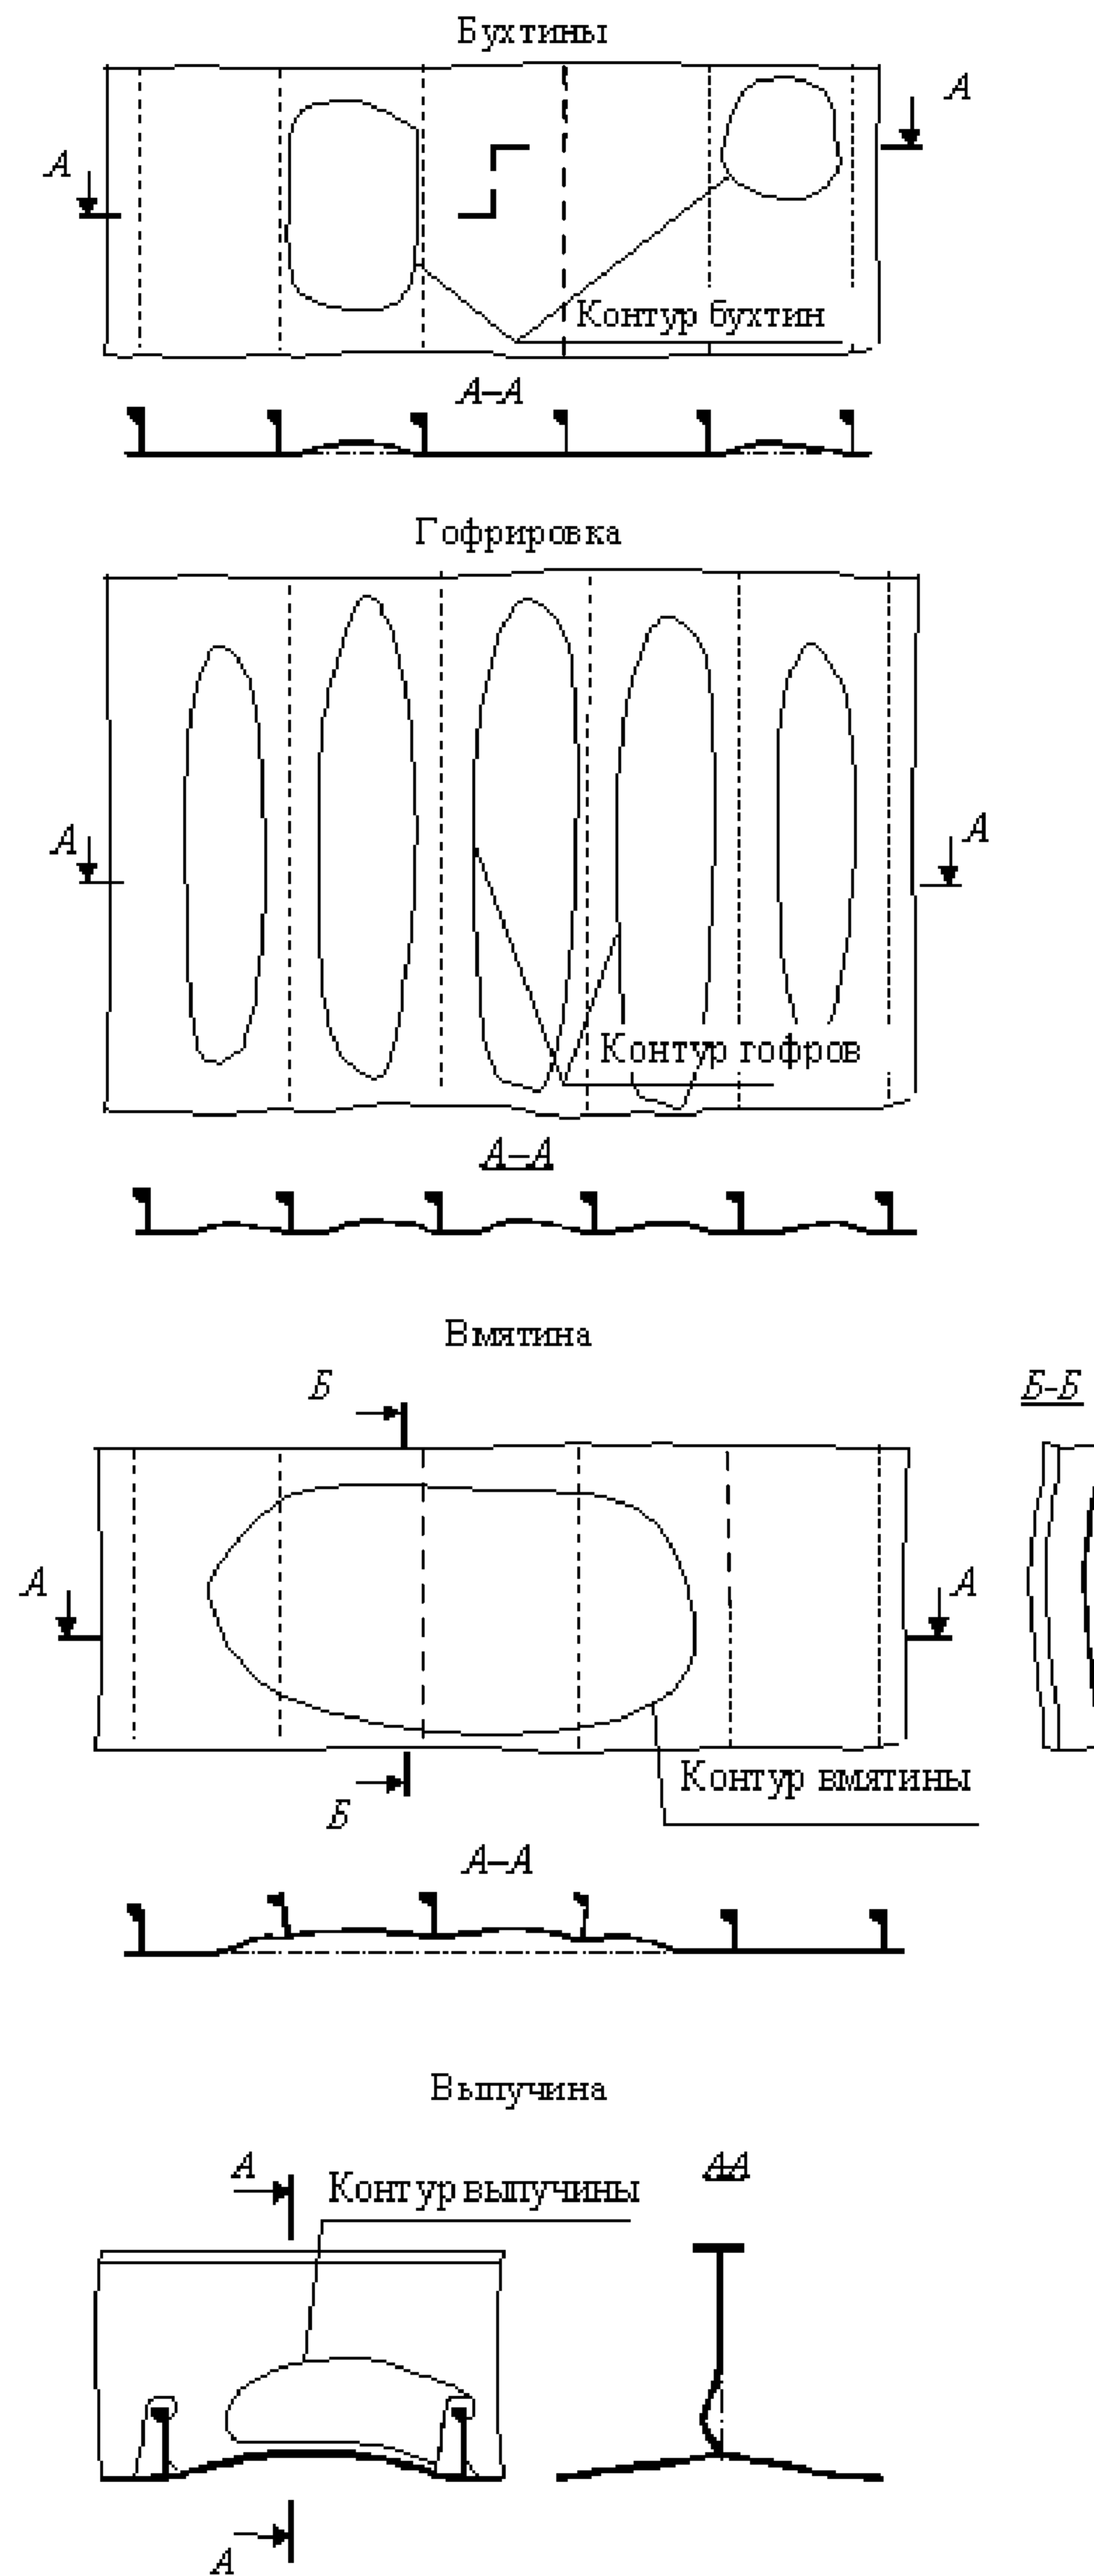 Бухтины
А
А
Контур бухтин
А–А
Гофрировка
А
А
Контур гофров
А–А
Вмятина
Б
Б-Б
А
А
Контур вмятины
Б
А–А
Выпучина
А
АА
Контур выпучины
А